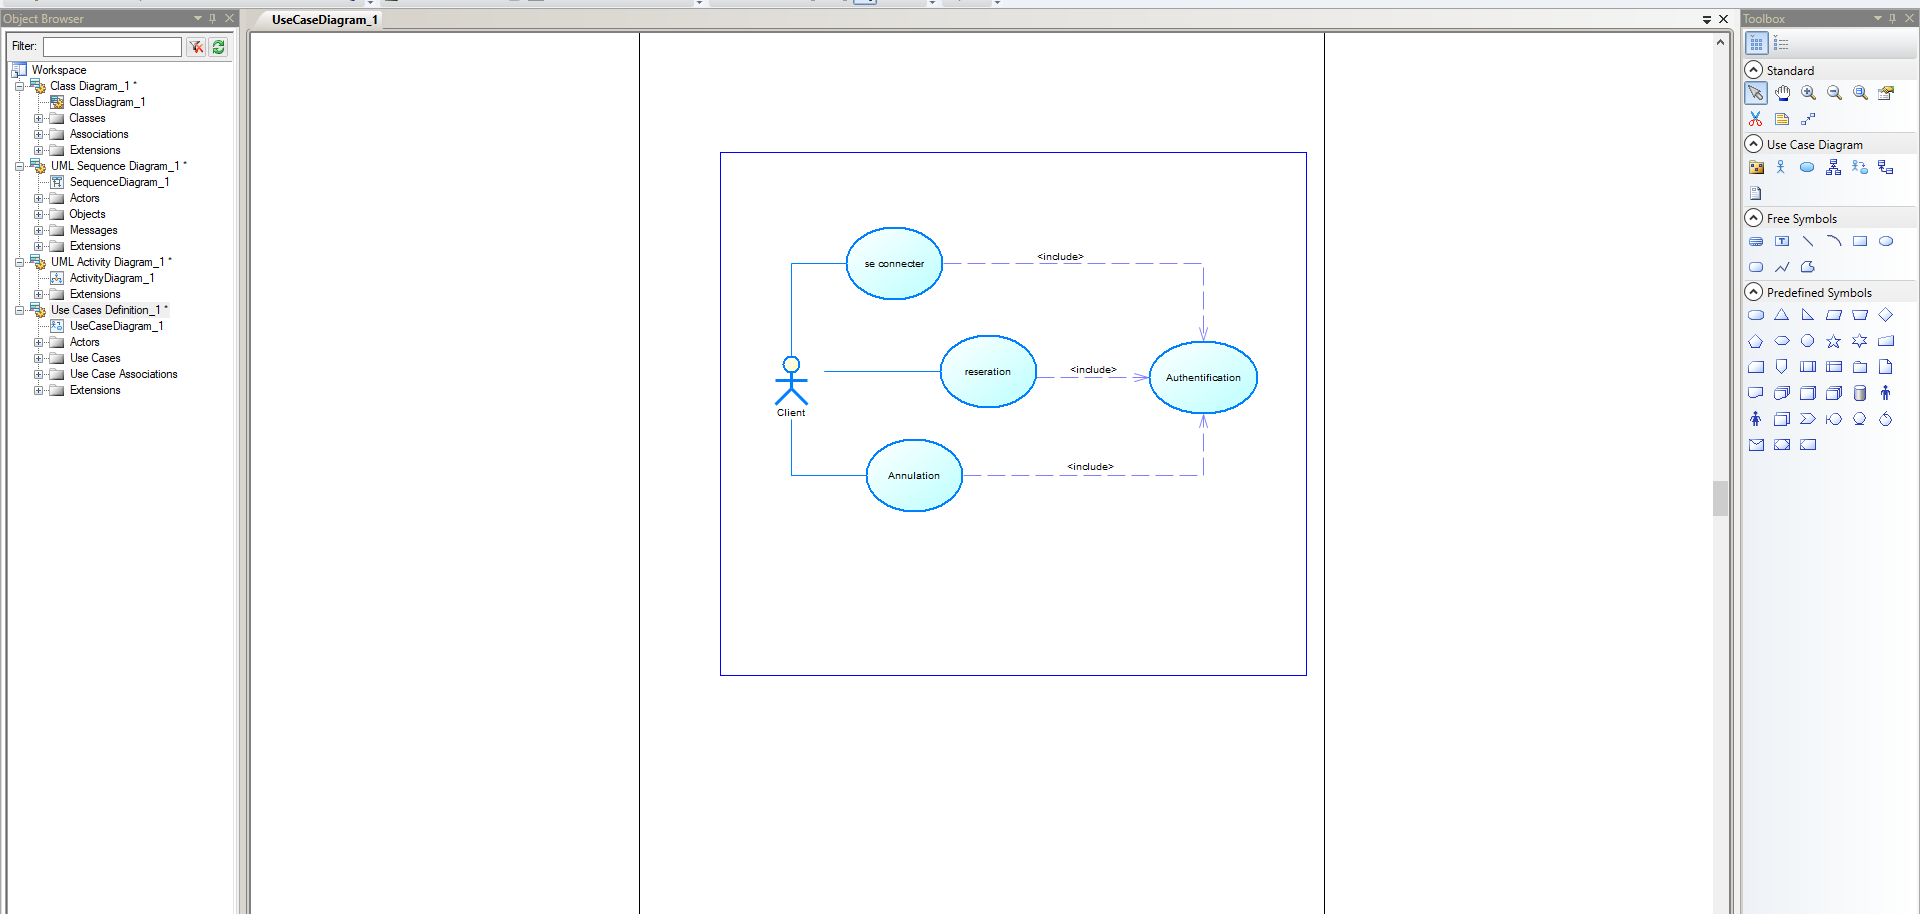 Object Browser
Filter:
Workspace
Class Diagram_1 *
ClassDiagram_1
Classes
Associations
Extensions
UML Sequence Diagram_1 *
SequenceDiagram_1
Actors
Objects
Messages
Extensions
UML Activity Diagram_1 *
ActivityDiagram_1
Extensions
Use Cases Definition_1 *
UseCaseDiagram_1
Actors
Use Cases
Use Case Associations
Extensions
UseCaseDiagram_1
se connecter
<include>
reseration
<include>
Authentification
Client
Annulation
<include>
Toolbox
Standard
Use Case Diagram
Free Symbols
Predefined Symbols